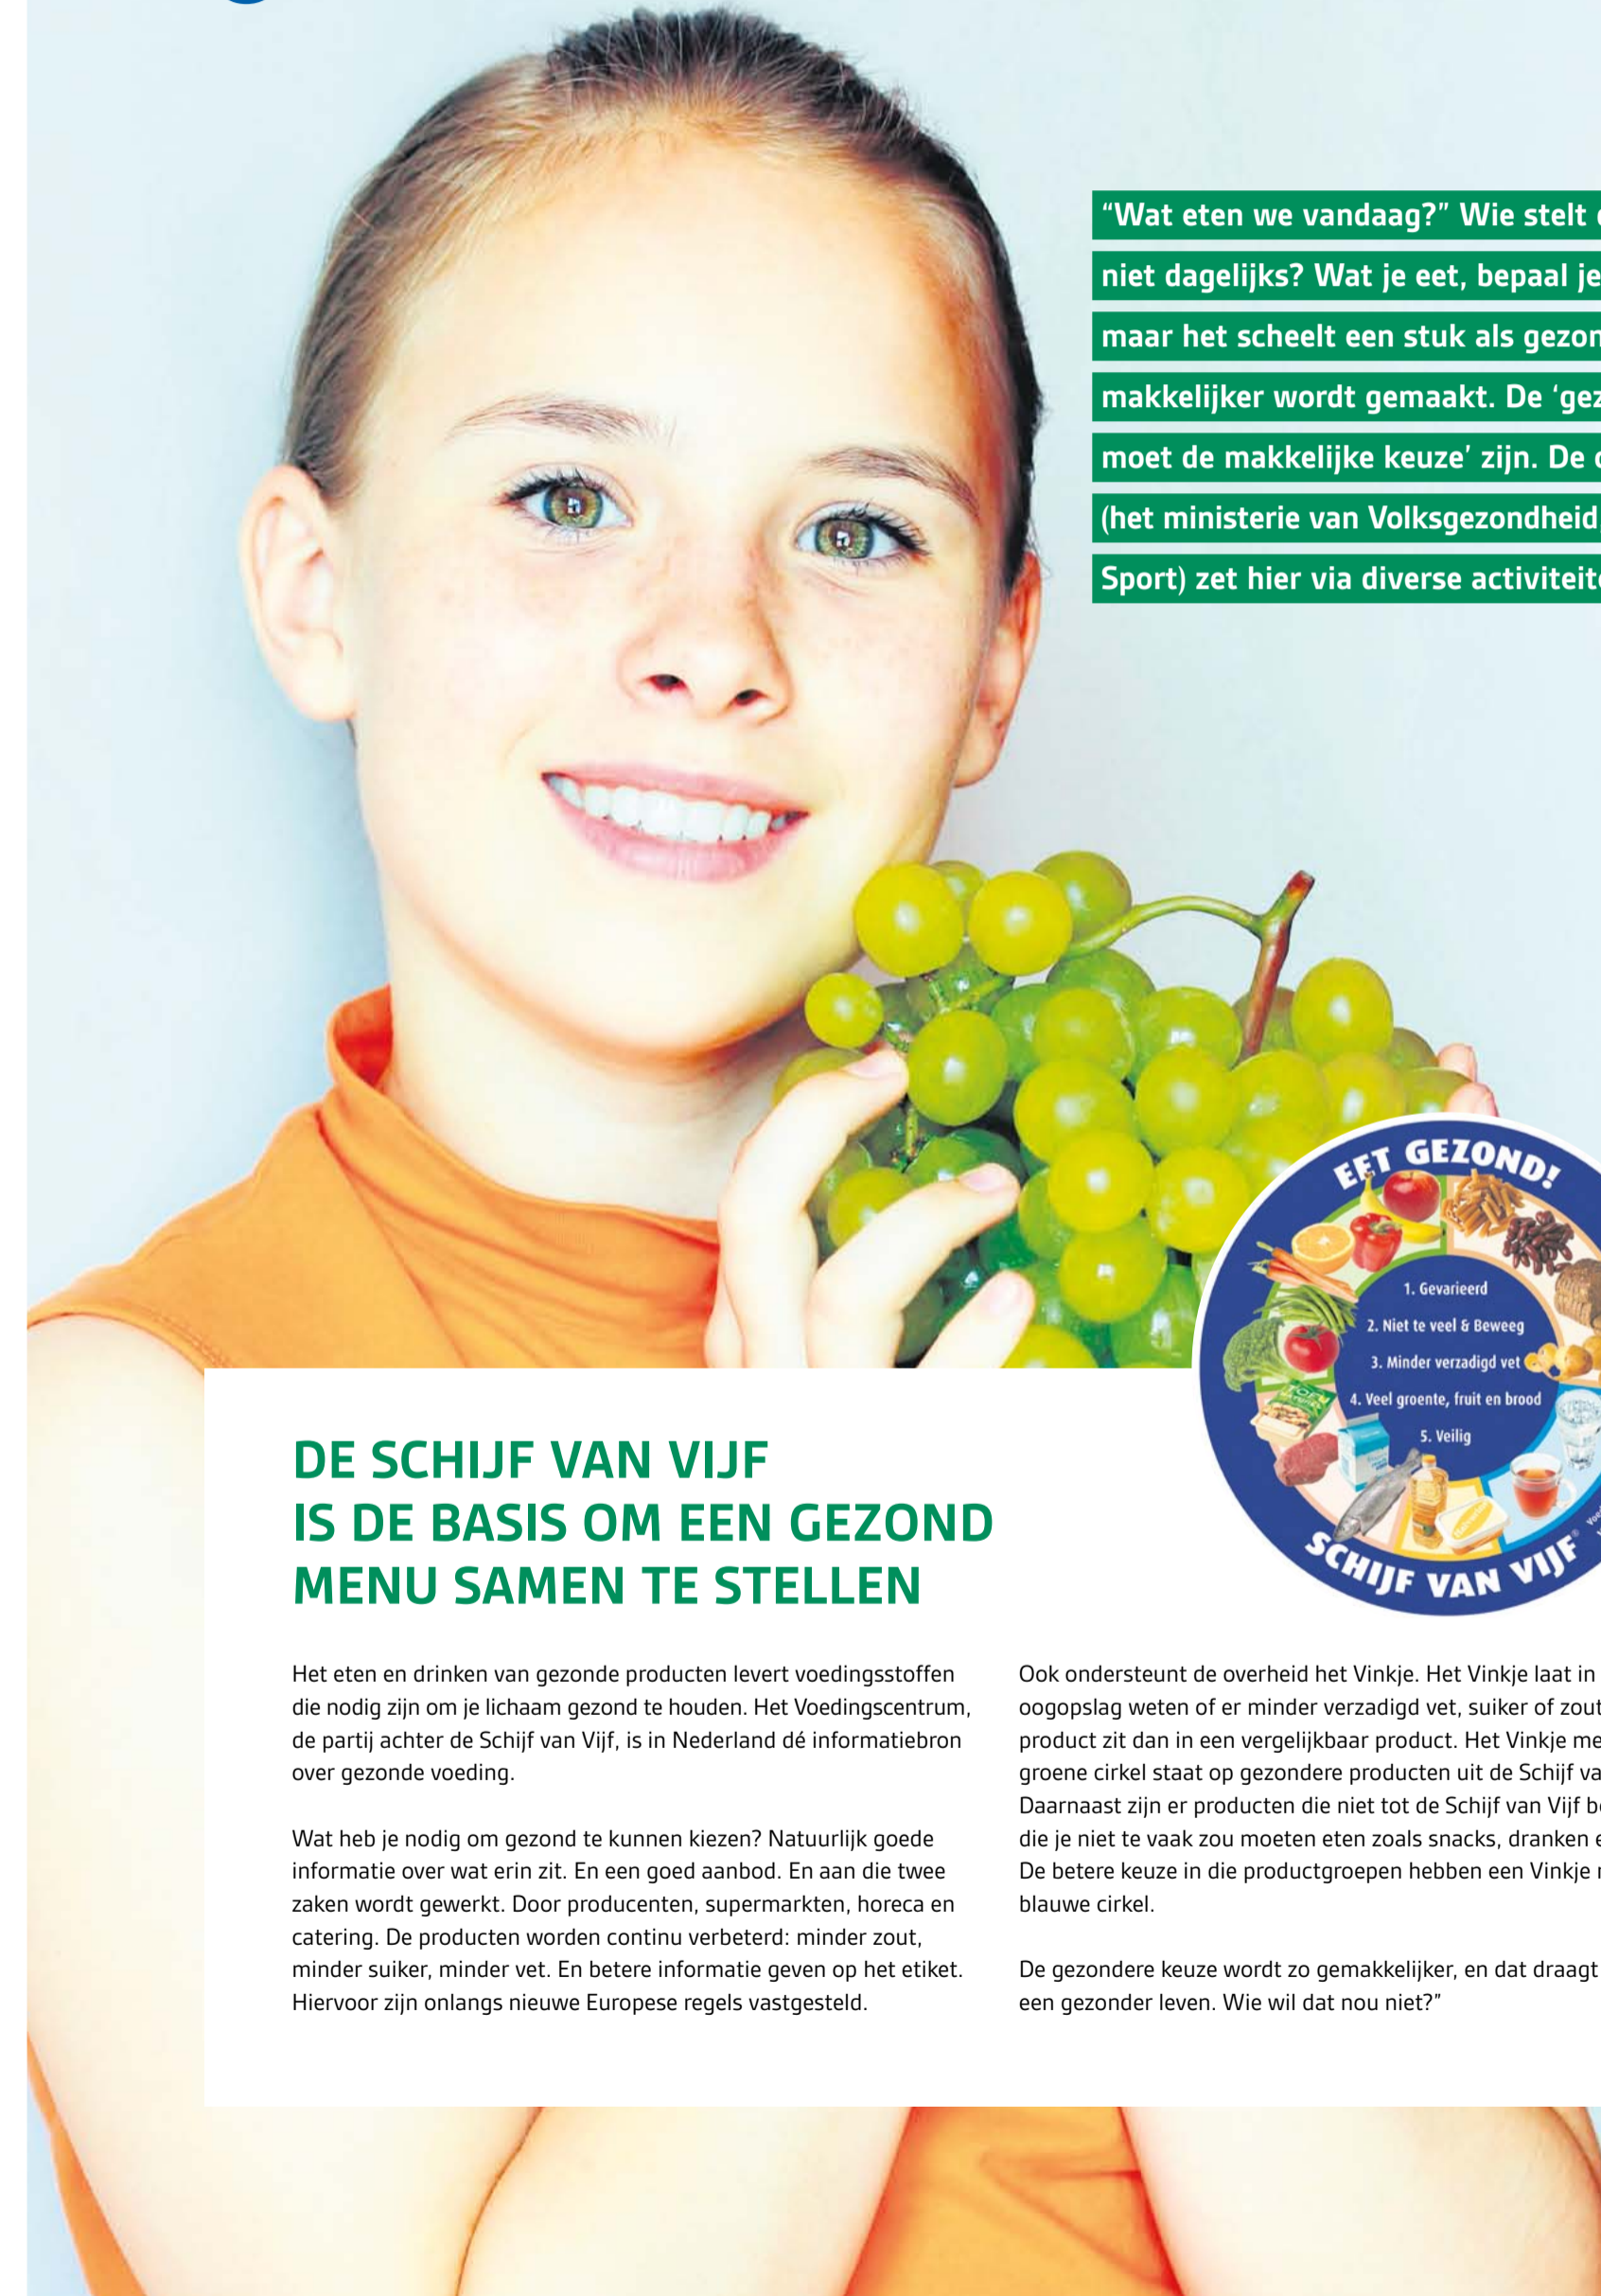 “Wat eten we vandaag?” Wie stelt
niet dagelijks? Wat je eet, bepaal je
maar het scheelt een stuk als
makkelijker wordt gemaakt. De
moet de makkelijke keuze’ zijn. De
(het ministerie van Volksgezondheid
Sport) zet hier via diverse
EET GEZOND!
1. Gevarieerd
2. Niet te veel & Beweeg
3. Minder verzadigd vet
4. Veel groente, fruit en brood
5. Veilig
SCHIJF VAN VIJF®
DE SCHIJF VAN VIJF
IS DE BASIS OM EEN GEZOND
MENU SAMEN TE STELLEN
Het eten en drinken van gezonde producten levert voedingsstoffen
die nodig zijn om je lichaam gezond te houden. Het Voedingscentrum,
de partij achter de Schijf van Vijf, is in Nederland dé informatiebron
over gezonde voeding.
Wat heb je nodig om gezond te kunnen kiezen? Natuurlijk goede
informatie over wat erin zit. En een goed aanbod. En aan die twee
zaken wordt gewerkt. Door producenten, supermarkten, horeca en
catering. De producten worden continu verbeterd: minder zout,
minder suiker, minder vet. En betere informatie geven op het etiket.
Hiervoor zijn onlangs nieuwe Europese regels vastgesteld.
Ook ondersteunt de overheid het Vinkje. Het Vinkje laat in
oogopslag weten of er minder verzadigd vet, suiker of zout
product zit dan in een vergelijkbaar product. Het Vinkje
groene cirkel staat op gezondere producten uit de Schijf
Daarnaast zijn er producten die niet tot de Schijf van Vijf
die je niet te vaak zou moeten eten zoals snacks, dranken
De betere keuze in die productgroepen hebben een Vinkje
blauwe cirkel.
De gezondere keuze wordt zo gemakkelijker, en dat draagt
een gezonder leven. Wie wil dat nou niet?”